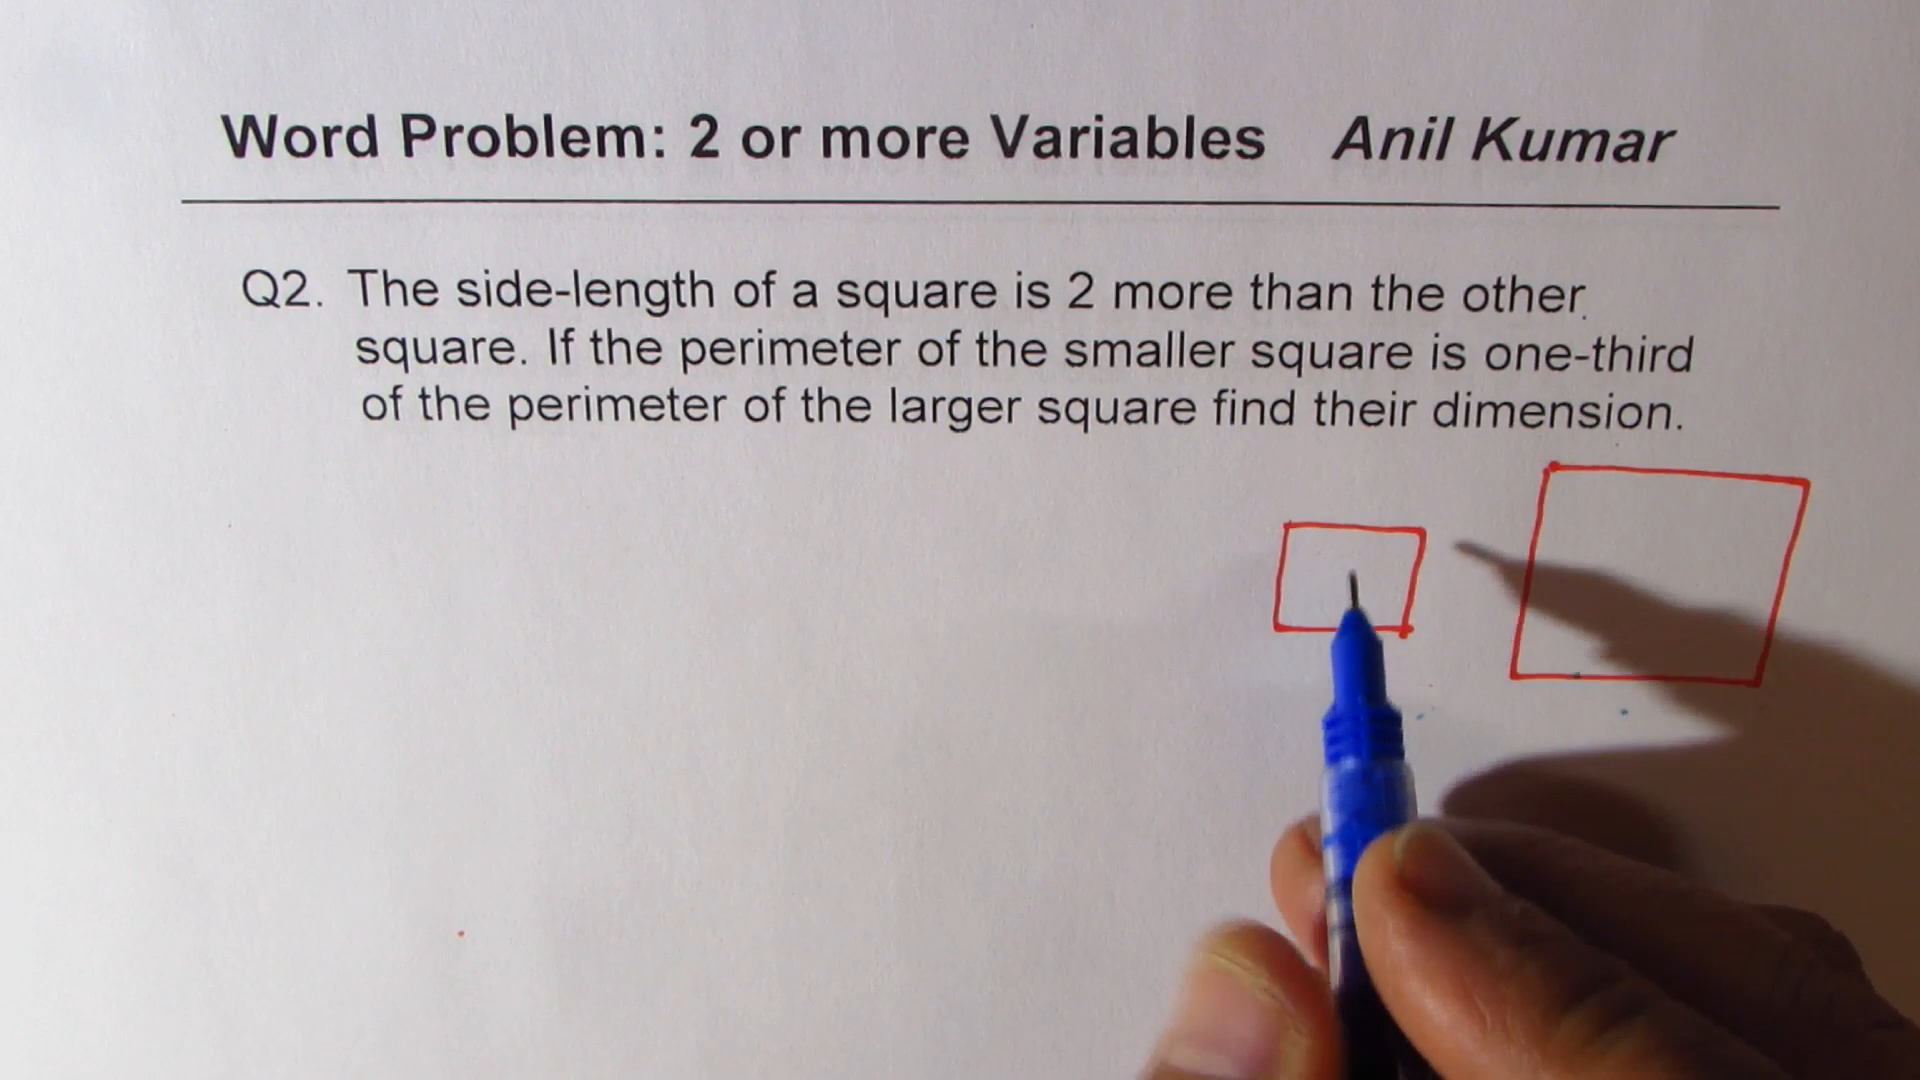 Word Problem: 2 or more Variables Anil Kumar
Q2. The side-length of a square is 2 more than the other
square. If the perimeter of the smaller square is one-third
of the perimeter of the larger square find their dimension.